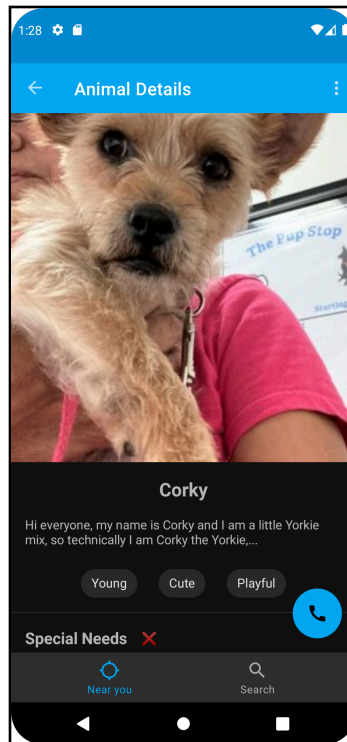 1:28
Animal Details
The Pup Stop
Starting
Corky
Hi everyone, my name is Corky and I am a little Yorkie
mix, so technically I am Corky the Yorkie,...
Young Cute Playful
Special Needs
Near you Search